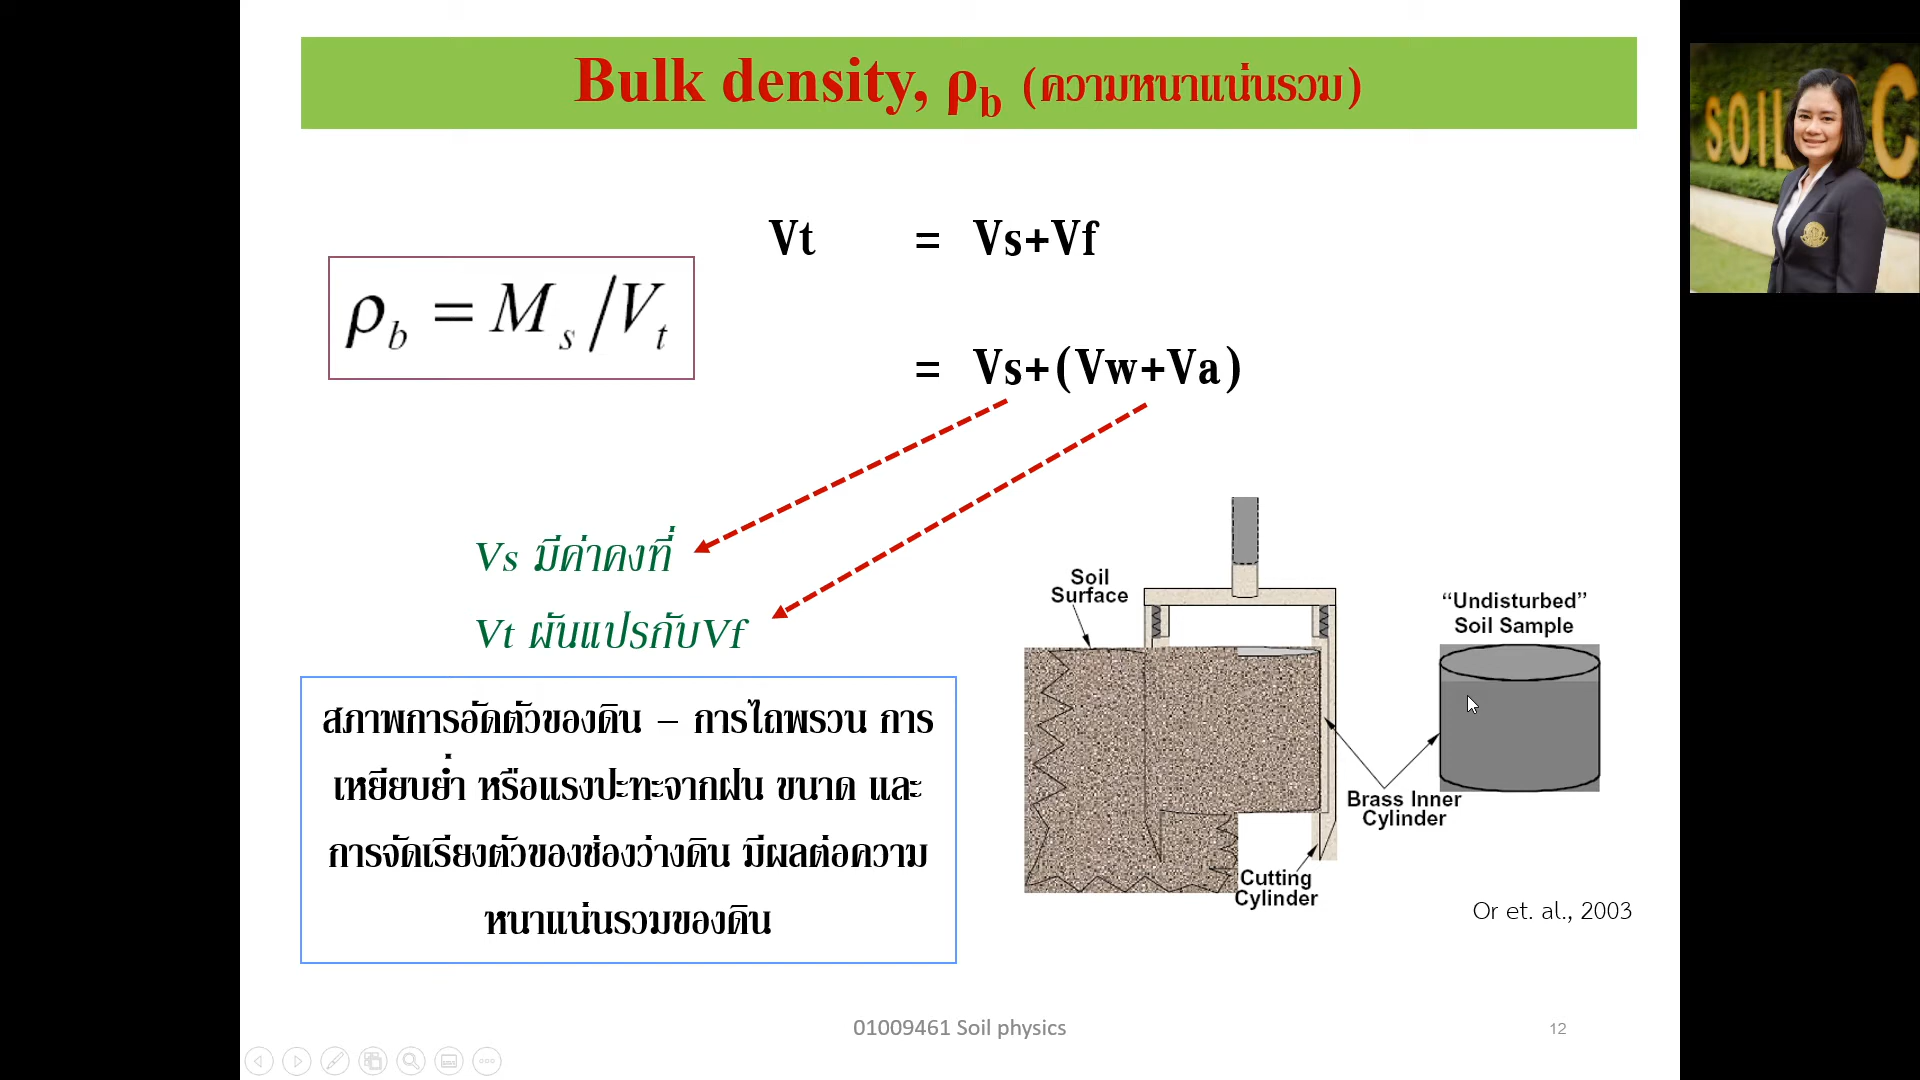 Bulk density, ρb (ความหนาแน่นรวม)
Vt = Vs+Vf
ρb = Ms/Vt
= Vs+(Vw+Va)
Vs มีค่าคงที่
Vt ผันแปรกับVf
สภาพการอัดตัวของดิน – การไถพรวน การ
เหยียบย่ำ หรือแรงปะทะจากฝน ขนาด และ
การจัดเรียงตัวของช่องว่างดิน มีผลต่อความ
หนาแน่นรวมของดิน
Soil
Surface
“Undisturbed”
Soil Sample
Brass Inner
Cylinder
Cutting
Cylinder
Or et. al., 2003
01009461 Soil physics
12
SOIL
C